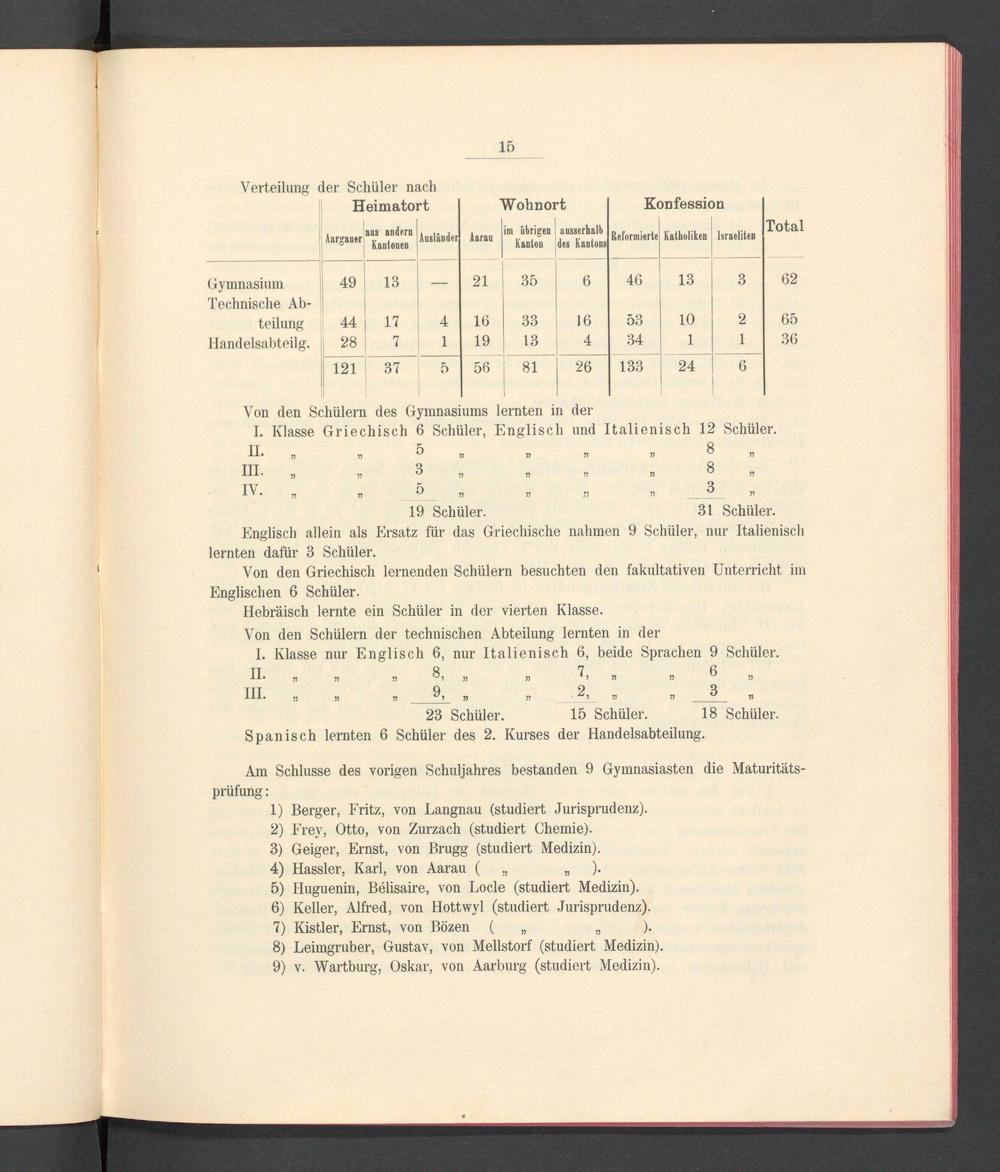 15
Verteilung der Schüler nach
Heimatort Wohnort Konfession Total
Aargauer aus andern Kantonen Ausländer Aarau im übrigen Kanton ausserhalb des Kantons Reformierte Katholiken Israeliten
Gymnasium 49 13 — 21 35 6 46 13 3 62
Technische Ab-
teilung 44 17 4 16 33 16 53 10 2 65
Handelsabteilg. 28 7 1 19 13 4 34 1 1 36
121 37 5 56 81 26 133 24 6
Von den Schülern des Gymnasiums lernten in der
I. Klasse Griechisch 6 Schüler, Englisch und Italienisch 12 Schüler.
II. „ „ 5 „ „ „ „ 8 „
III. „ „ 3 „ „ „ „ 8 „
IV. „ „ 5 „ „ „ „ 3 „
19 Schüler. 31 Schüler.
Englisch allein als Ersatz für das Griechische nahmen 9 Schüler, nur Italienisch
lernten dafür 3 Schüler.
Von den Griechisch lernenden Schülern besuchten den fakultativen Unterricht im
Englischen 6 Schüler.
Hebräisch lernte ein Schüler in der vierten Klasse.
Von den Schülern der technischen Abteilung lernten in der
I. Klasse nur Englisch 6, nur Italienisch 6, beide Sprachen 9 Schüler.
II. „ „ „ 8, „ „ 7, „ „ 6 „
III. „ „ „ 9, „ „ 2, „ „ 3 „
23 Schüler. 15 Schüler. 18 Schüler.
Spanisch lernten 6 Schüler des 2. Kurses der Handelsabteilung.
Am Schlusse des vorigen Schuljahres bestanden 9 Gymnasiasten die Maturitäts-
prüfung:
1) Berger, Fritz, von Langnau (studiert Jurisprudenz).
2) Frey, Otto, von Zurzach (studiert Chemie).
3) Geiger, Ernst, von Brugg (studiert Medizin).
4) Hassler, Karl, von Aarau ( „ „ ).
5) Huguenin, Bélisaire, von Locle (studiert Medizin).
6) Keller, Alfred, von Hottwyl (studiert Jurisprudenz).
7) Kistler, Ernst, von Bözen ( „ „ ).
8) Leimgruber, Gustav, von Mellstorf (studiert Medizin).
9) v. Wartburg, Oskar, von Aarburg (studiert Medizin).